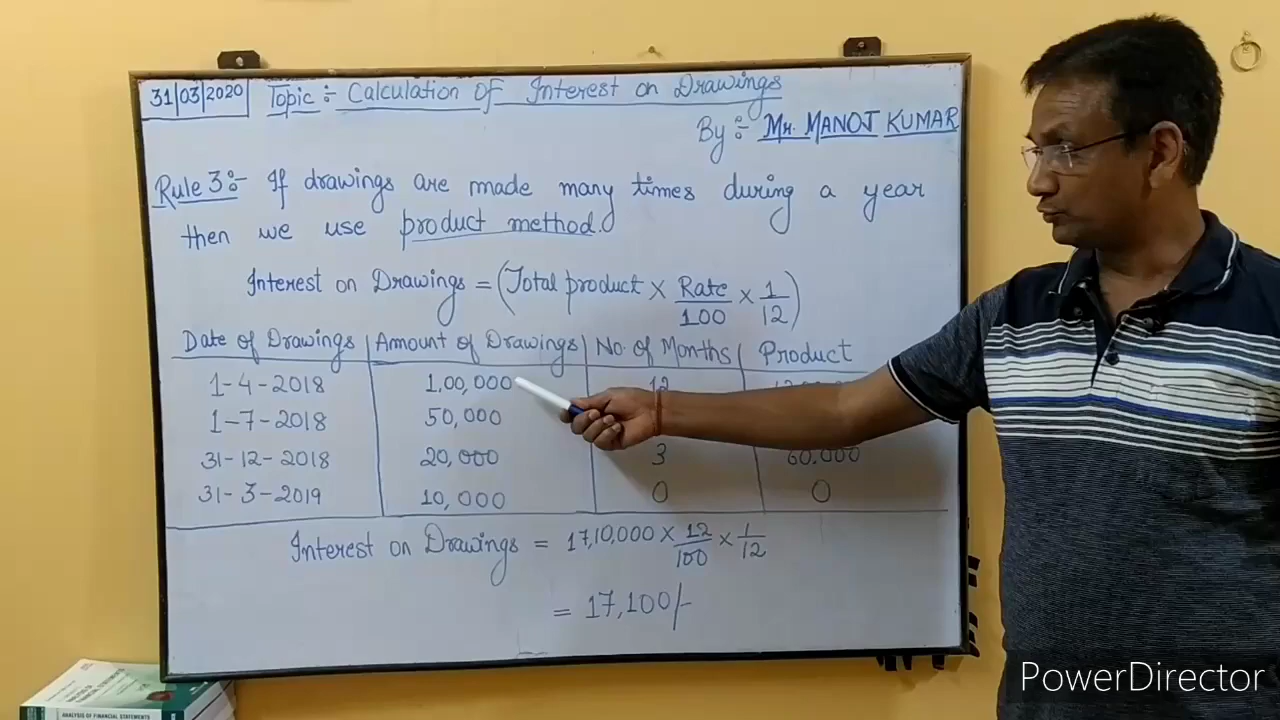 31/03/2020 Topic :- Calculation Of Interest on Drawings
By :- Mr. MANOJ KUMAR
Rule 3 :- If drawings are made many times during a year
then we use product method.
Interest on Drawings = (Total product × Rate/100 × 1/12)
Date of Drawings | Amount of Drawings | No. of Months | Product
1-4-2018 1,00,000 12
1-7-2018 50,000
31-12-2018 20,000 3 60,000
31-3-2019 10,000 0 0
Interest on Drawings = 17,10,000 × 12/100 × 1/12
= 17,100/-
ANALYSIS OF FINANCIAL STATEMENTS
PowerDirector